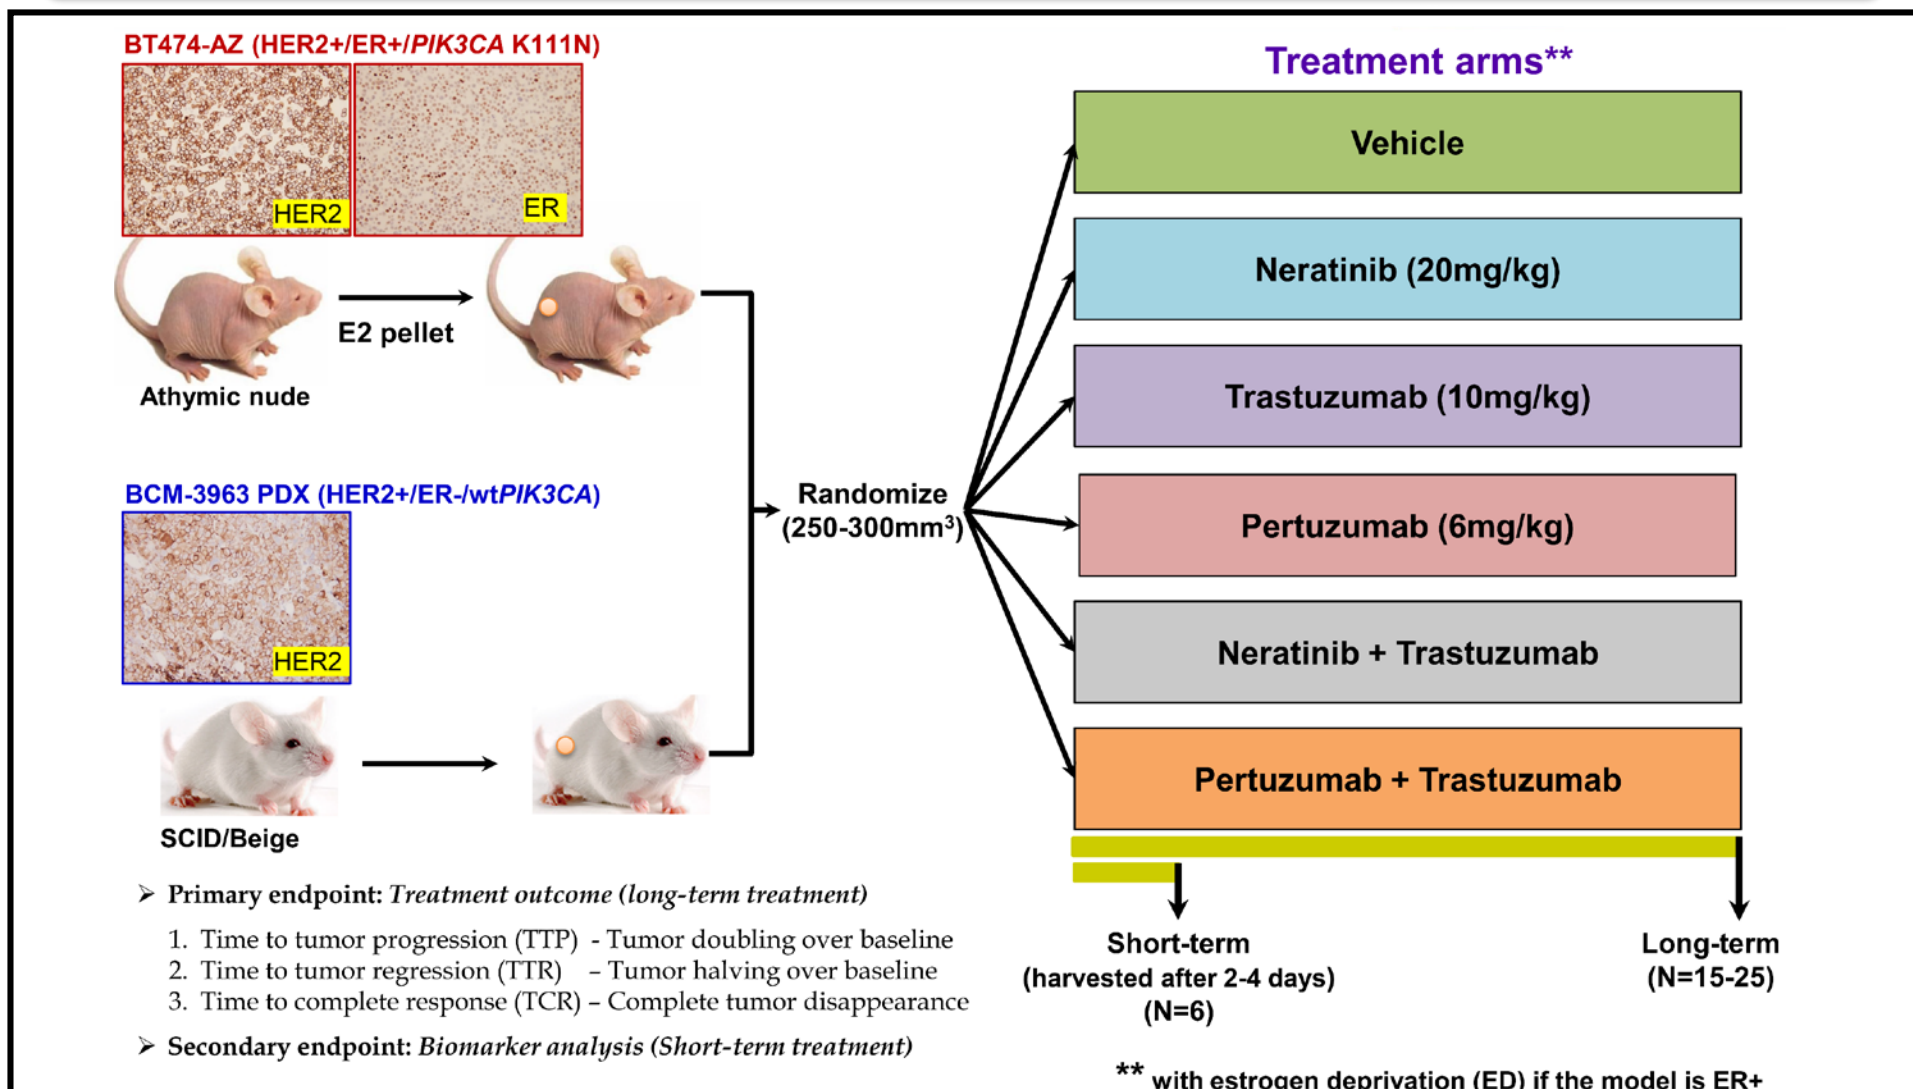 BT474-AZ (HER2+/ER+/PIK3CA K111N)
HER2
ER
E2 pellet
Athymic nude
BCM-3963 PDX (HER2+/ER-/wtPIK3CA)
HER2
SCID/Beige
Randomize
(250-300mm³)
Treatment arms**
Vehicle
Neratinib (20mg/kg)
Trastuzumab (10mg/kg)
Pertuzumab (6mg/kg)
Neratinib + Trastuzumab
Pertuzumab + Trastuzumab
Short-term
(harvested after 2-4 days)
(N=6)
Long-term
(N=15-25)
➢ Primary endpoint: Treatment outcome (long-term treatment)
1. Time to tumor progression (TTP) - Tumor doubling over baseline
2. Time to tumor regression (TTR) – Tumor halving over baseline
3. Time to complete response (TCR) – Complete tumor disappearance
➢ Secondary endpoint: Biomarker analysis (Short-term treatment)
** with estrogen deprivation (ED) if the model is ER+